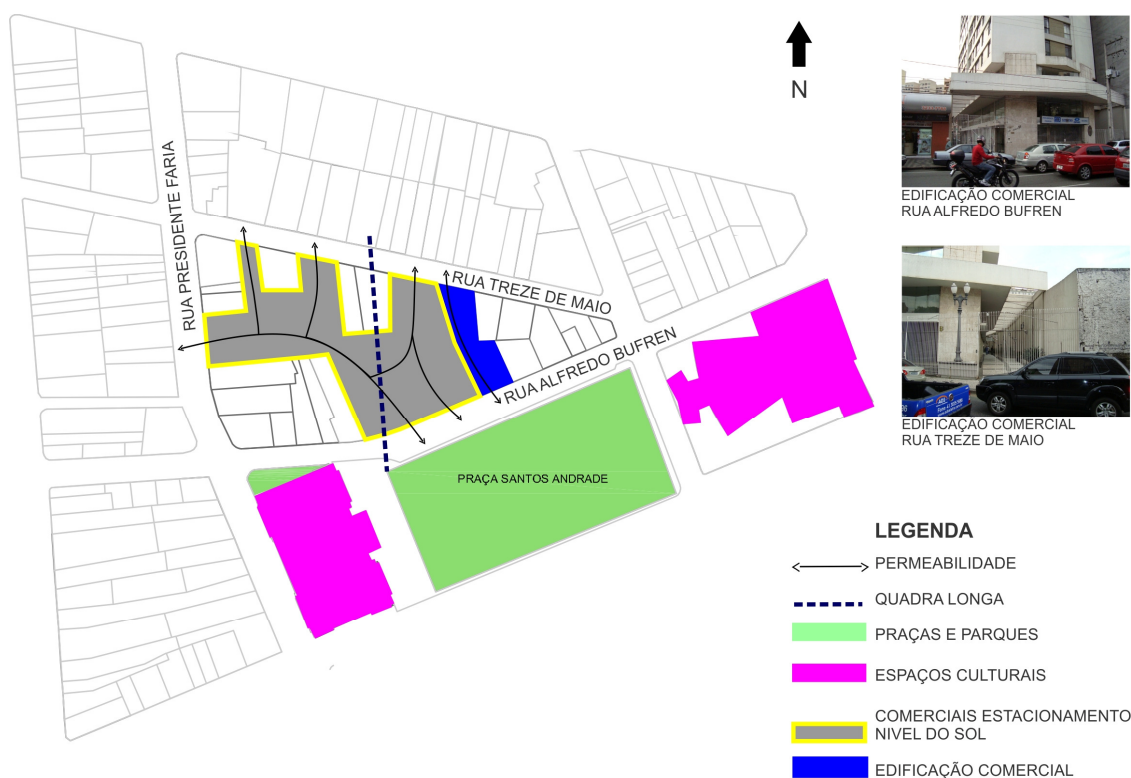 N
EDIFICAÇÃO COMERCIAL
RUA ALFREDO BUFREN
RUA PRESIDENTE FARIA
RUA TREZE DE MAIO
RUA ALFREDO BUFREN
EDIFICAÇÃO COMERCIAL
RUA TREZE DE MAIO
PRAÇA SANTOS ANDRADE
LEGENDA
PERMEABILIDADE
QUADRA LONGA
PRAÇAS E PARQUES
ESPAÇOS CULTURAIS
COMERCIAIS ESTACIONAMENTO
NIVEL DO SOL
EDIFICAÇÃO COMERCIAL